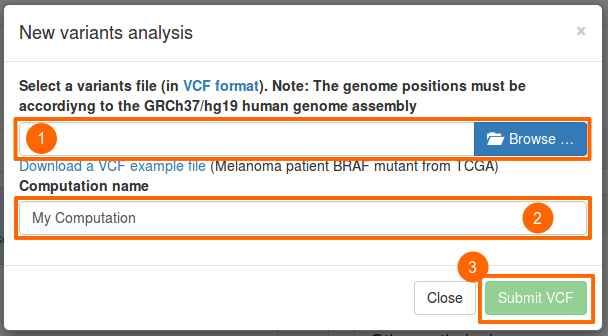 New variants analysis ×
Select a variants file (in VCF format). Note: The genome positions must be
accordiyng to the GRCh37/hg19 human genome assembly
1 Browse ...
Download a VCF example file (Melanoma patient BRAF mutant from TCGA)
Computation name
My Computation 2
3
Close Submit VCF